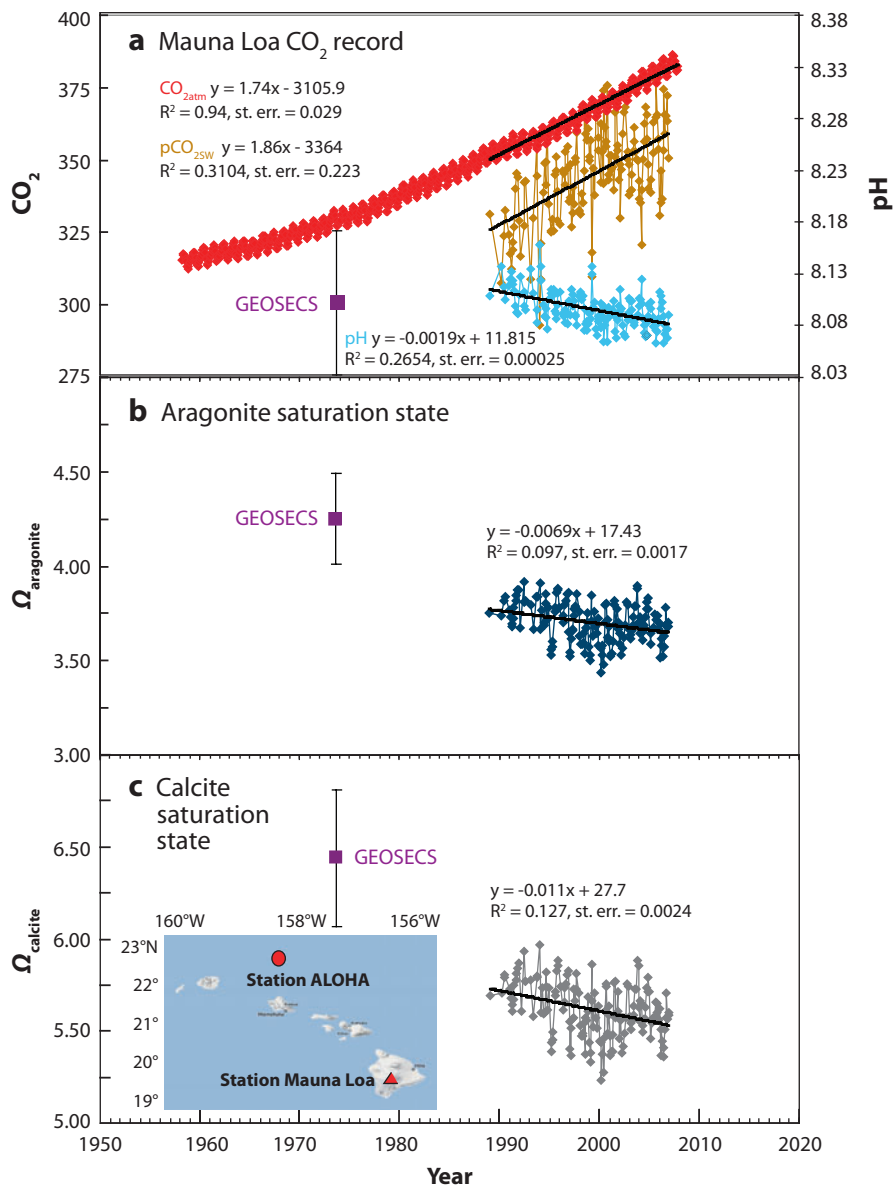 a Mauna Loa CO2 record
CO2atm y = 1.74x - 3105.9
R2 = 0.94, st. err. = 0.029
pCO2SW y = 1.86x - 3364
R2 = 0.3104, st. err. = 0.223
GEOSECS
pH y = -0.0019x + 11.815
R2 = 0.2654, st. err. = 0.00025
CO2
400
375
350
325
300
275
pH
8.38
8.33
8.28
8.23
8.18
8.13
8.08
8.03
b Aragonite saturation state
GEOSECS
y = -0.0069x + 17.43
R2 = 0.097, st. err. = 0.0017
Ωaragonite
4.50
4.00
3.50
3.00
c Calcite
saturation
state
GEOSECS
y = -0.011x + 27.7
R2 = 0.127, st. err. = 0.0024
Ωcalcite
6.50
6.00
5.50
5.00
160°W 158°W 156°W
23°N
22°
21°
20°
19°
Station ALOHA
Station Mauna Loa
1950 1960 1970 1980 1990 2000 2010 2020
Year